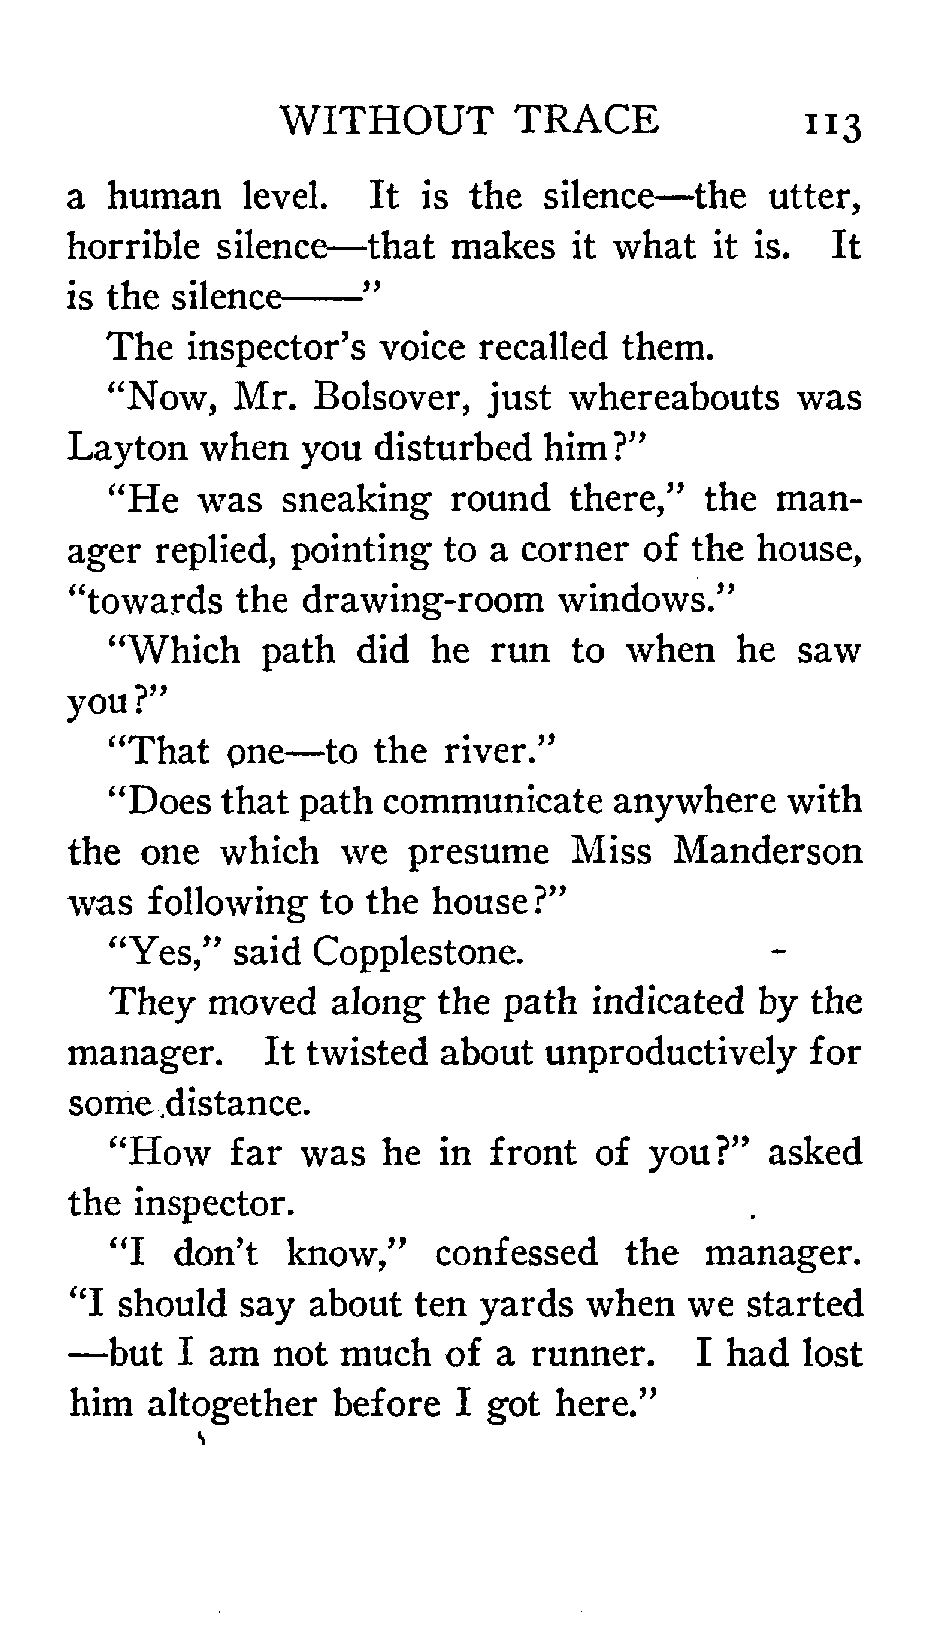 WITHOUT TRACE 113
a human level. It is the silence—the utter,
horrible silence—that makes it what it is. It
is the silence——"
The inspector's voice recalled them.
"Now, Mr. Bolsover, just whereabouts was
Layton when you disturbed him?"
"He was sneaking round there," the man-
ager replied, pointing to a corner of the house,
"towards the drawing-room windows."
"Which path did he run to when he saw
you?"
"That one—to the river."
"Does that path communicate anywhere with
the one which we presume Miss Manderson
was following to the house?"
"Yes," said Copplestone.
They moved along the path indicated by the
manager. It twisted about unproductively for
some distance.
"How far was he in front of you?" asked
the inspector.
"I don't know," confessed the manager.
"I should say about ten yards when we started
—but I am not much of a runner. I had lost
him altogether before I got here."